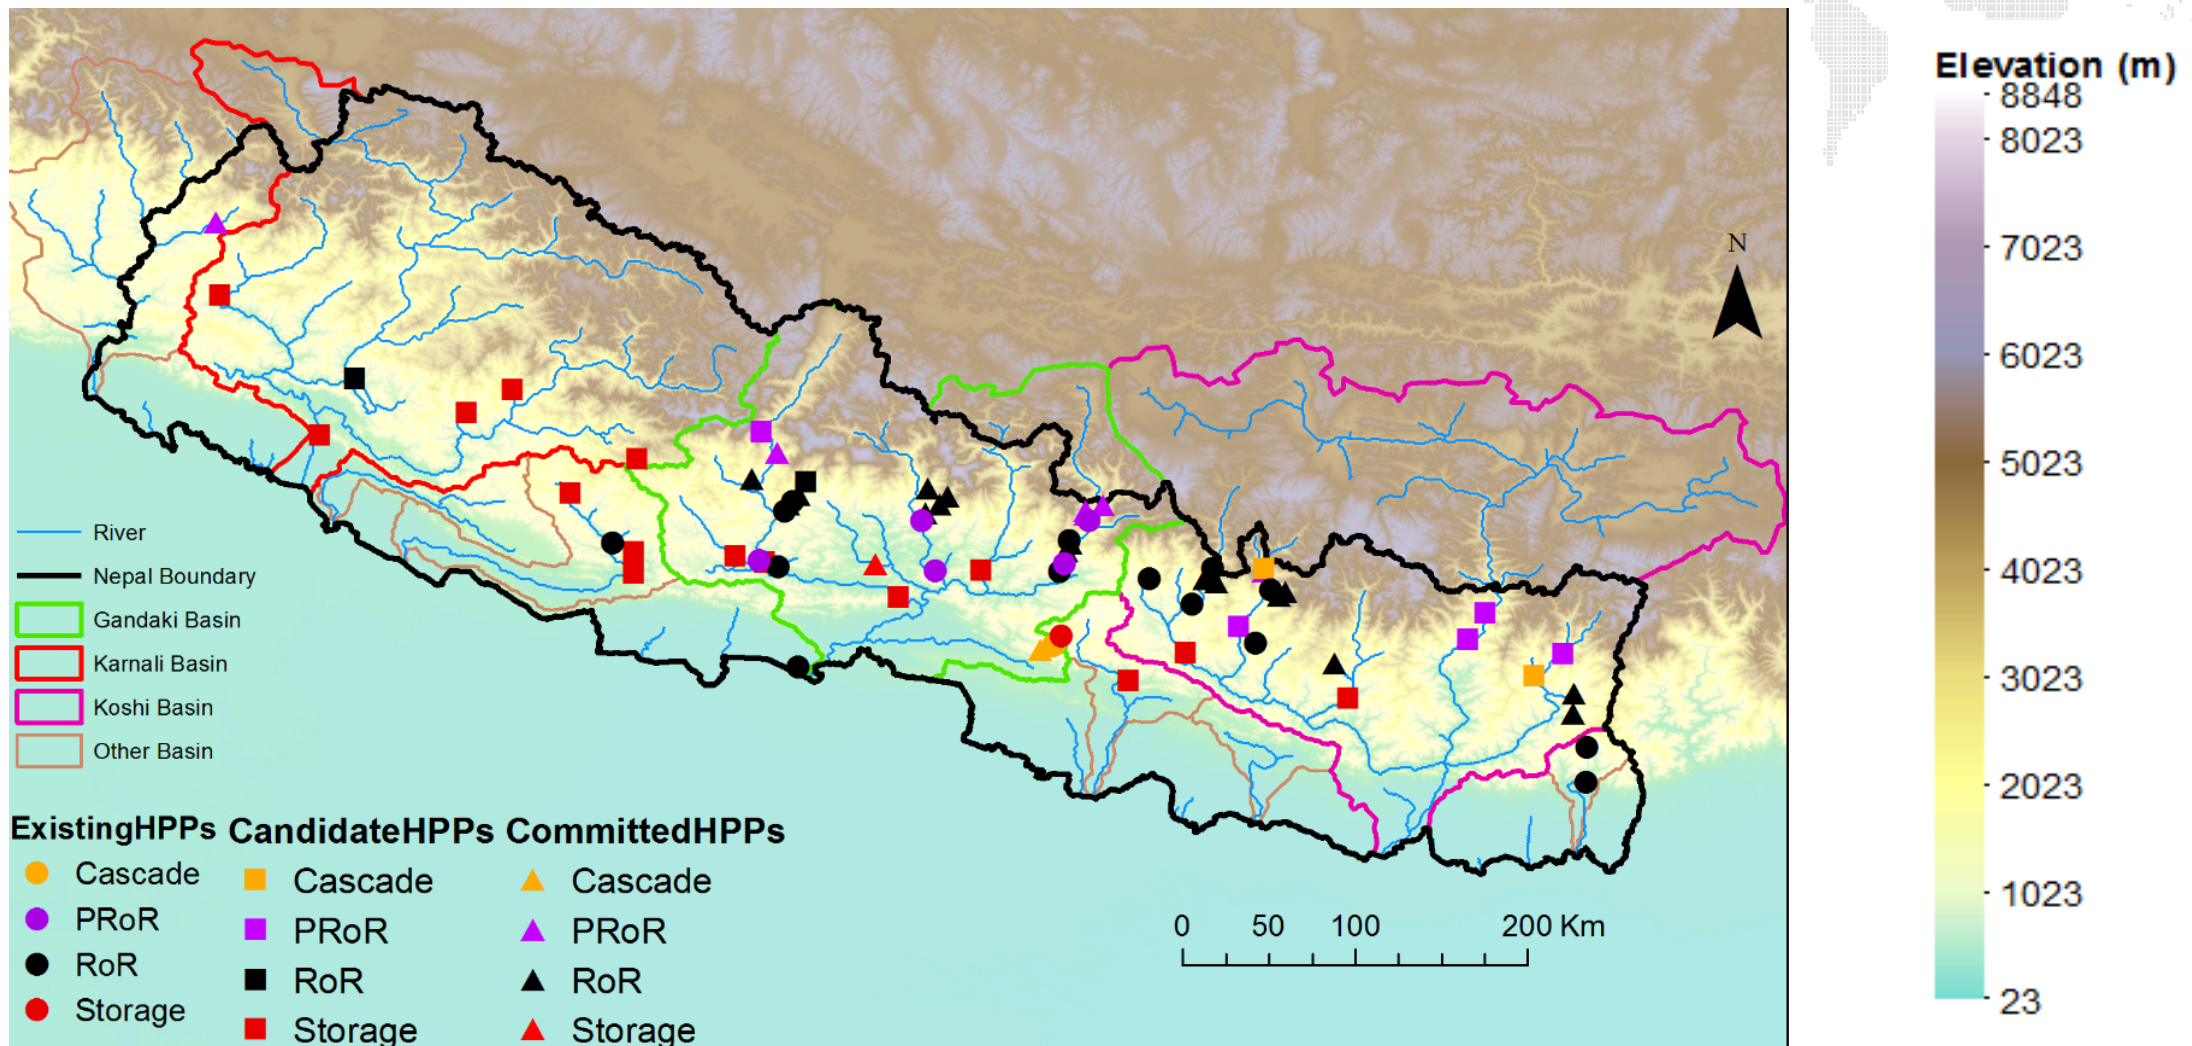 Elevation (m)
8848
8023
7023
6023
5023
4023
3023
2023
1023
23
N
River
Nepal Boundary
Gandaki Basin
Karnali Basin
Koshi Basin
Other Basin
ExistingHPPs CandidateHPPs CommittedHPPs
Cascade Cascade Cascade
PRoR PRoR PRoR
RoR RoR RoR
Storage Storage Storage
0 50 100 200 Km